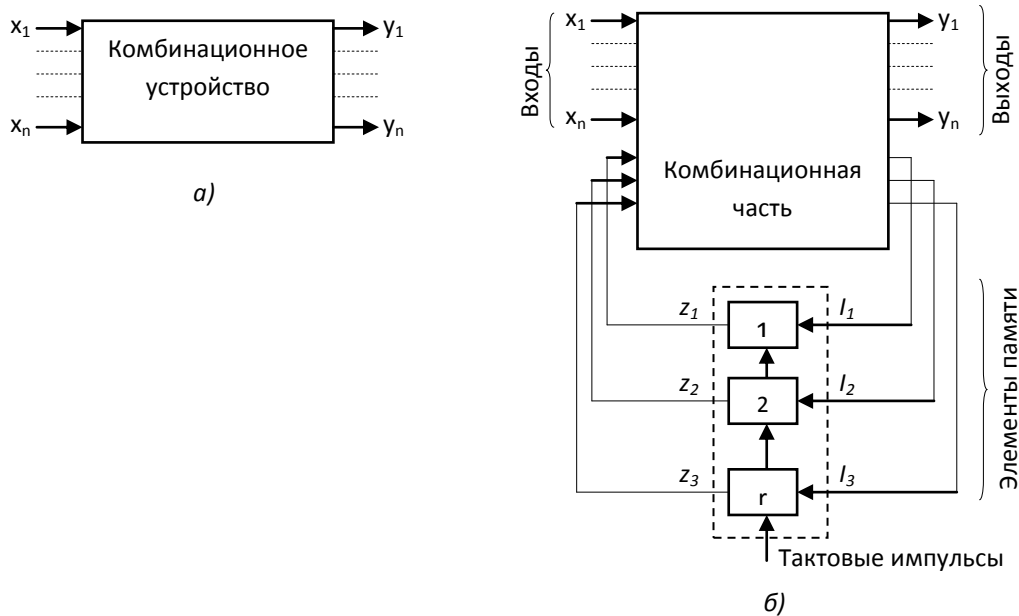 x1
xn
Комбинационное
устройство
y1
yn
а)
Входы
x1
xn
Комбинационная
часть
y1
yn
Выходы
z1
1
I1
z2
2
I2
z3
r
I3
Элементы памяти
Тактовые импульсы
б)